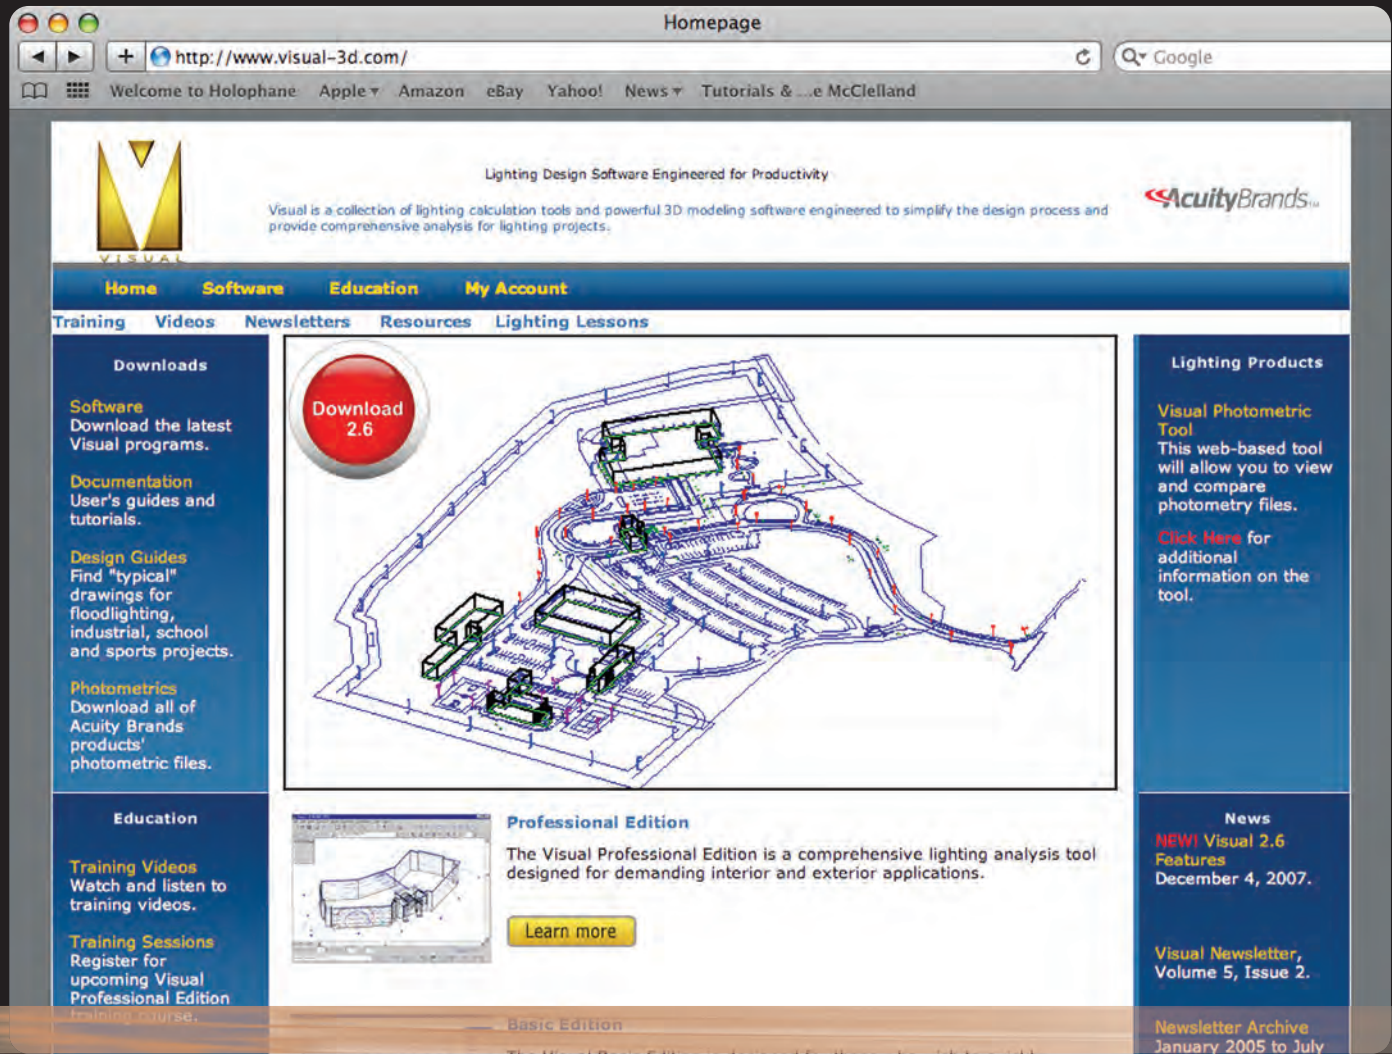 Homepage
http://www.visual-3d.com/
Google
Welcome to Holophane Apple Amazon eBay Yahoo! News Tutorials & ...e McClelland
VISUAL
Lighting Design Software Engineered for Productivity
Visual is a collection of lighting calculation tools and powerful 3D modeling software engineered to simplify the design process and
provide comprehensive analysis for lighting projects.
AcuityBrands™
Home Software Education My Account
Training Videos Newsletters Resources Lighting Lessons
Downloads
Software
Download the latest
Visual programs.
Documentation
User's guides and
tutorials.
Design Guides
Find "typical"
drawings for
floodlighting,
industrial, school
and sports projects.
Photometrics
Download all of
Acuity Brands
products'
photometric files.
Education
Training Videos
Watch and listen to
training videos.
Training Sessions
Register for
upcoming Visual
Professional Edition
training course.
Download
2.6
Professional Edition
The Visual Professional Edition is a comprehensive lighting analysis tool
designed for demanding interior and exterior applications.
Learn more
Basic Edition
Lighting Products
Visual Photometric
Tool
This web-based tool
will allow you to view
and compare
photometry files.
Click Here for
additional
information on the
tool.
News
NEW! Visual 2.6
Features
December 4, 2007.
Visual Newsletter,
Volume 5, Issue 2.
Newsletter Archive
January 2005 to July